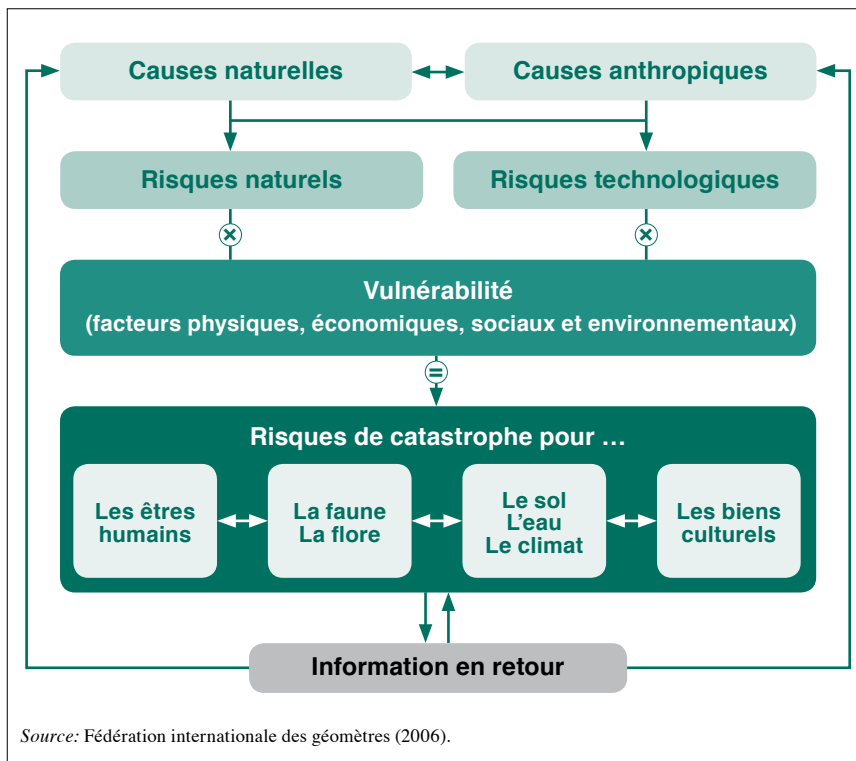 Causes naturelles
Causes anthropiques
Risques naturels
Risques technologiques
×
×
Vulnérabilité
(facteurs physiques, économiques, sociaux et environnementaux)
=
Risques de catastrophe pour …
Les êtres
humains
La faune
La flore
Le sol
L'eau
Le climat
Les biens
culturels
Information en retour
Source: Fédération internationale des géomètres (2006).